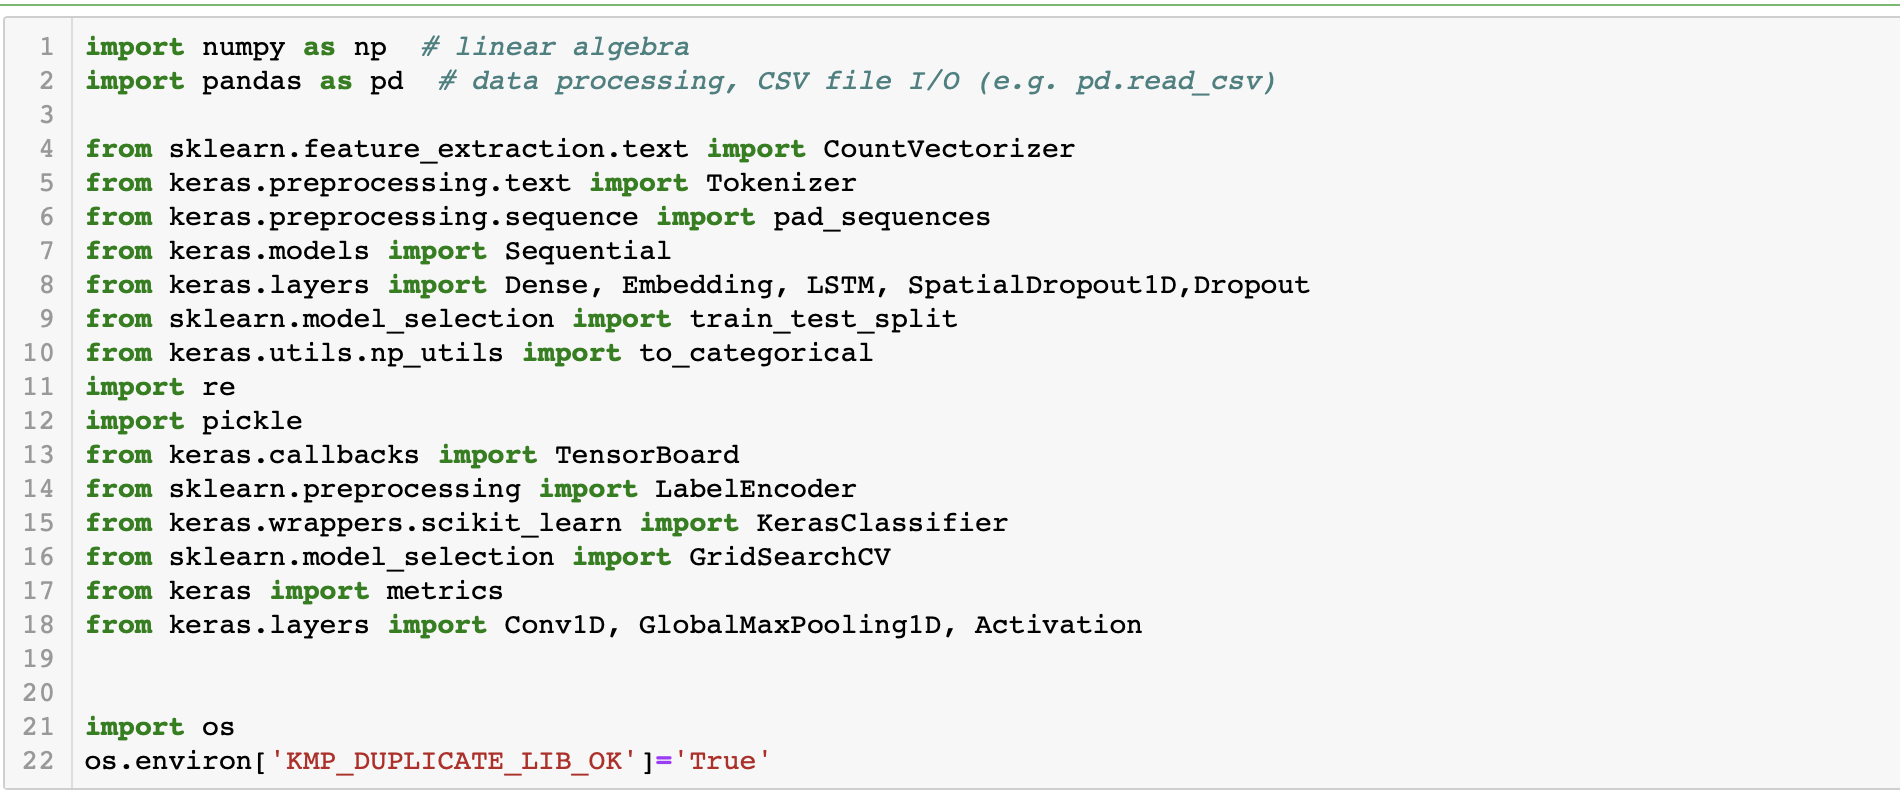 1 import numpy as np  # linear algebra
2 import pandas as pd  # data processing, CSV file I/O (e.g. pd.read_csv)
3
4 from sklearn.feature_extraction.text import CountVectorizer
5 from keras.preprocessing.text import Tokenizer
6 from keras.preprocessing.sequence import pad_sequences
7 from keras.models import Sequential
8 from keras.layers import Dense, Embedding, LSTM, SpatialDropout1D,Dropout
9 from sklearn.model_selection import train_test_split
10 from keras.utils.np_utils import to_categorical
11 import re
12 import pickle
13 from keras.callbacks import TensorBoard
14 from sklearn.preprocessing import LabelEncoder
15 from keras.wrappers.scikit_learn import KerasClassifier
16 from sklearn.model_selection import GridSearchCV
17 from keras import metrics
18 from keras.layers import Conv1D, GlobalMaxPooling1D, Activation
19
20
21 import os
22 os.environ['KMP_DUPLICATE_LIB_OK']='True'